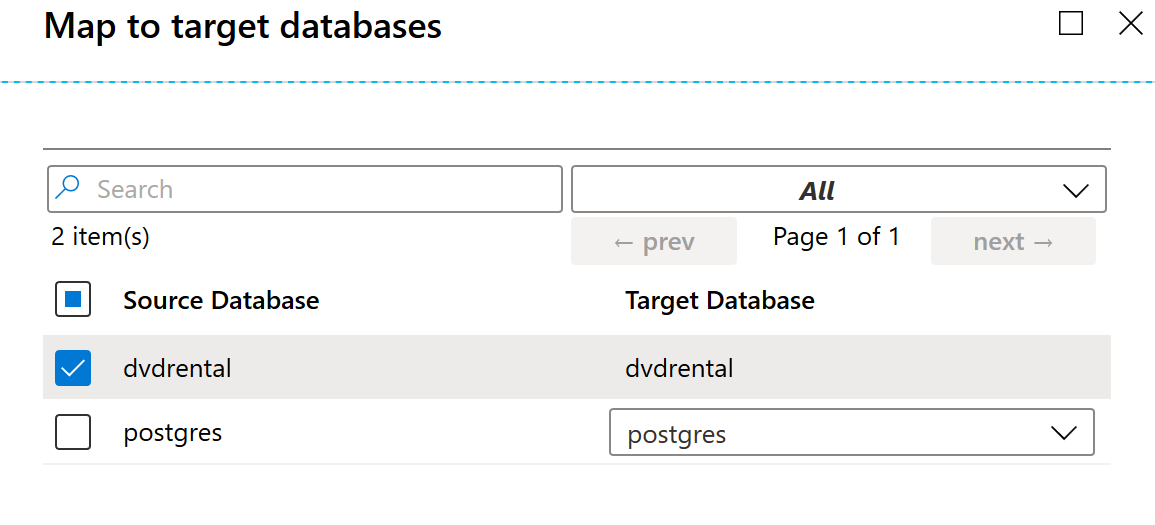 Map to target databases
Search
All
2 item(s)
← prev
Page 1 of 1
next →
Source Database
Target Database
dvdrental
dvdrental
postgres
postgres